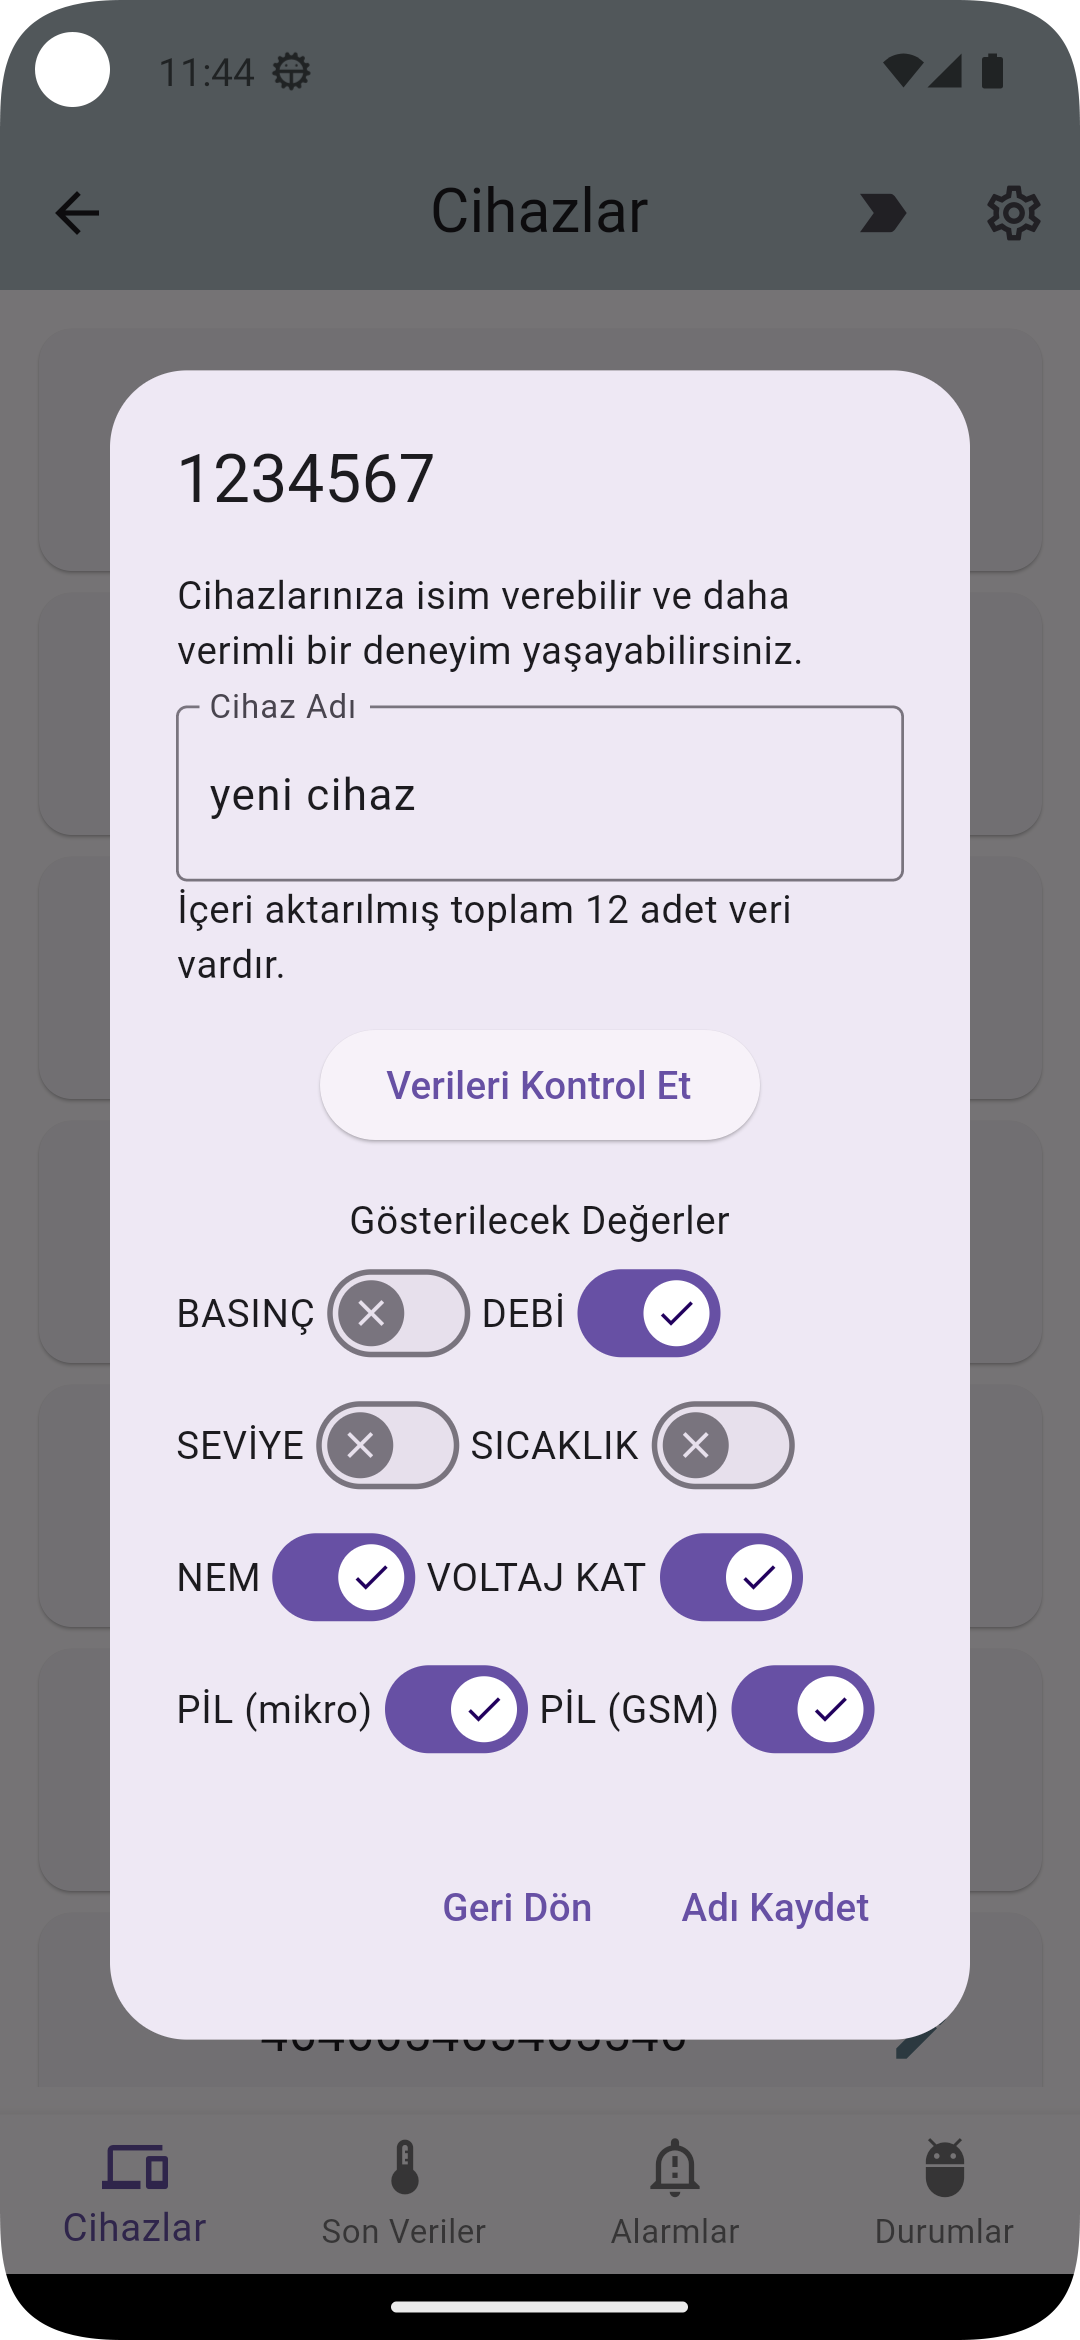 11:44
Cihazlar
1234567
Cihazlarınıza isim verebilir ve daha
verimli bir deneyim yaşayabilirsiniz.
Cihaz Adı
yeni cihaz
İçeri aktarılmış toplam 12 adet veri
vardır.
Verileri Kontrol Et
Gösterilecek Değerler
BASINÇ DEBİ
SEVİYE SICAKLIK
NEM VOLTAJ KAT
PİL (mikro) PİL (GSM)
Geri Dön Adı Kaydet
Cihazlar Son Veriler Alarmlar Durumlar